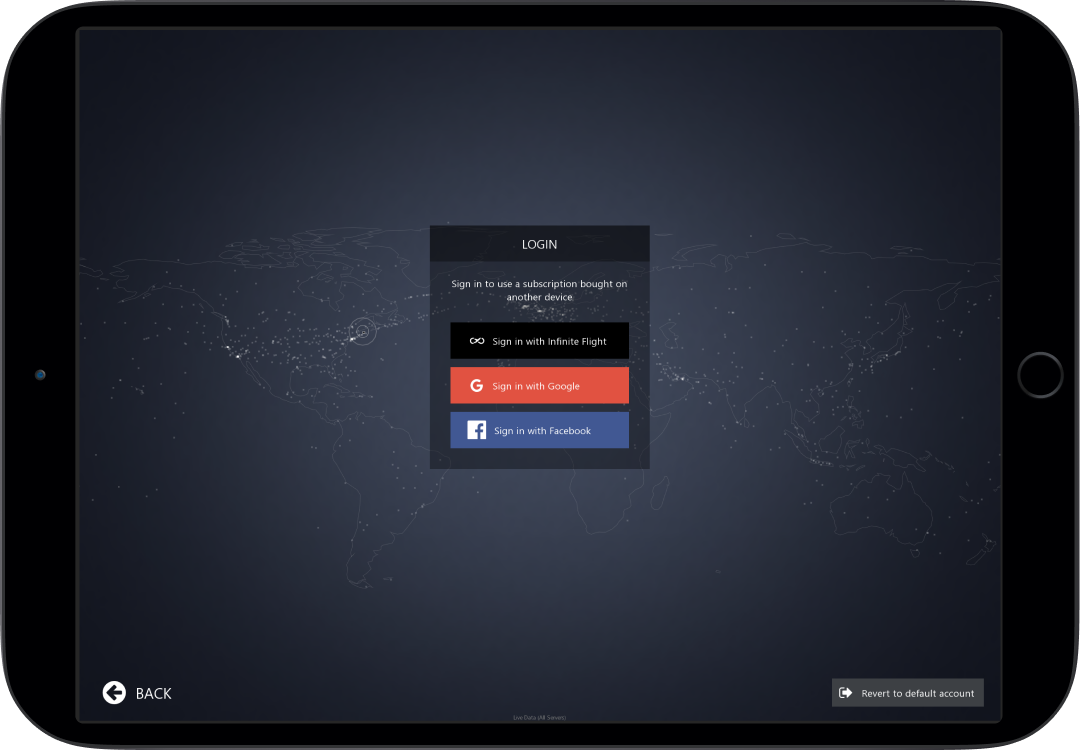 LOGIN
Sign in to use a subscription bought on
another device
Sign in with Infinite Flight
Sign in with Google
Sign in with Facebook
BACK
Revert to default account
Live Data (All Servers)